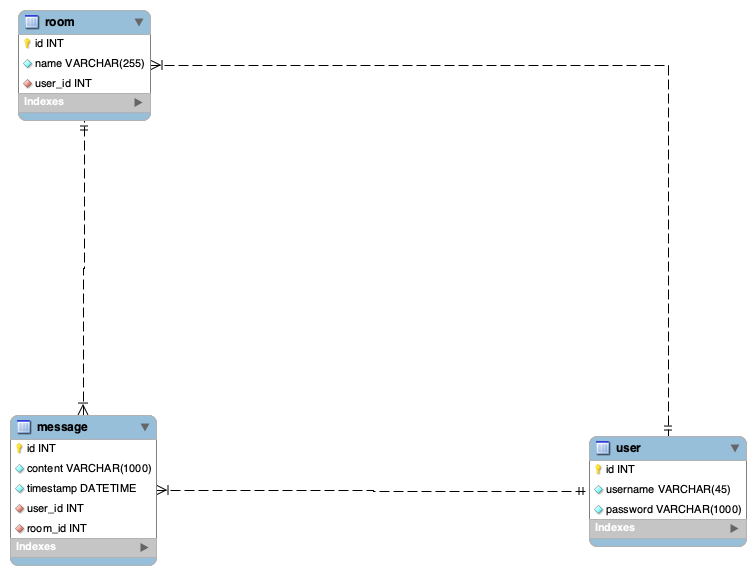 room
id INT
name VARCHAR(255)
user_id INT
Indexes
message
id INT
content VARCHAR(1000)
timestamp DATETIME
user_id INT
room_id INT
Indexes
user
id INT
username VARCHAR(45)
password VARCHAR(1000)
Indexes